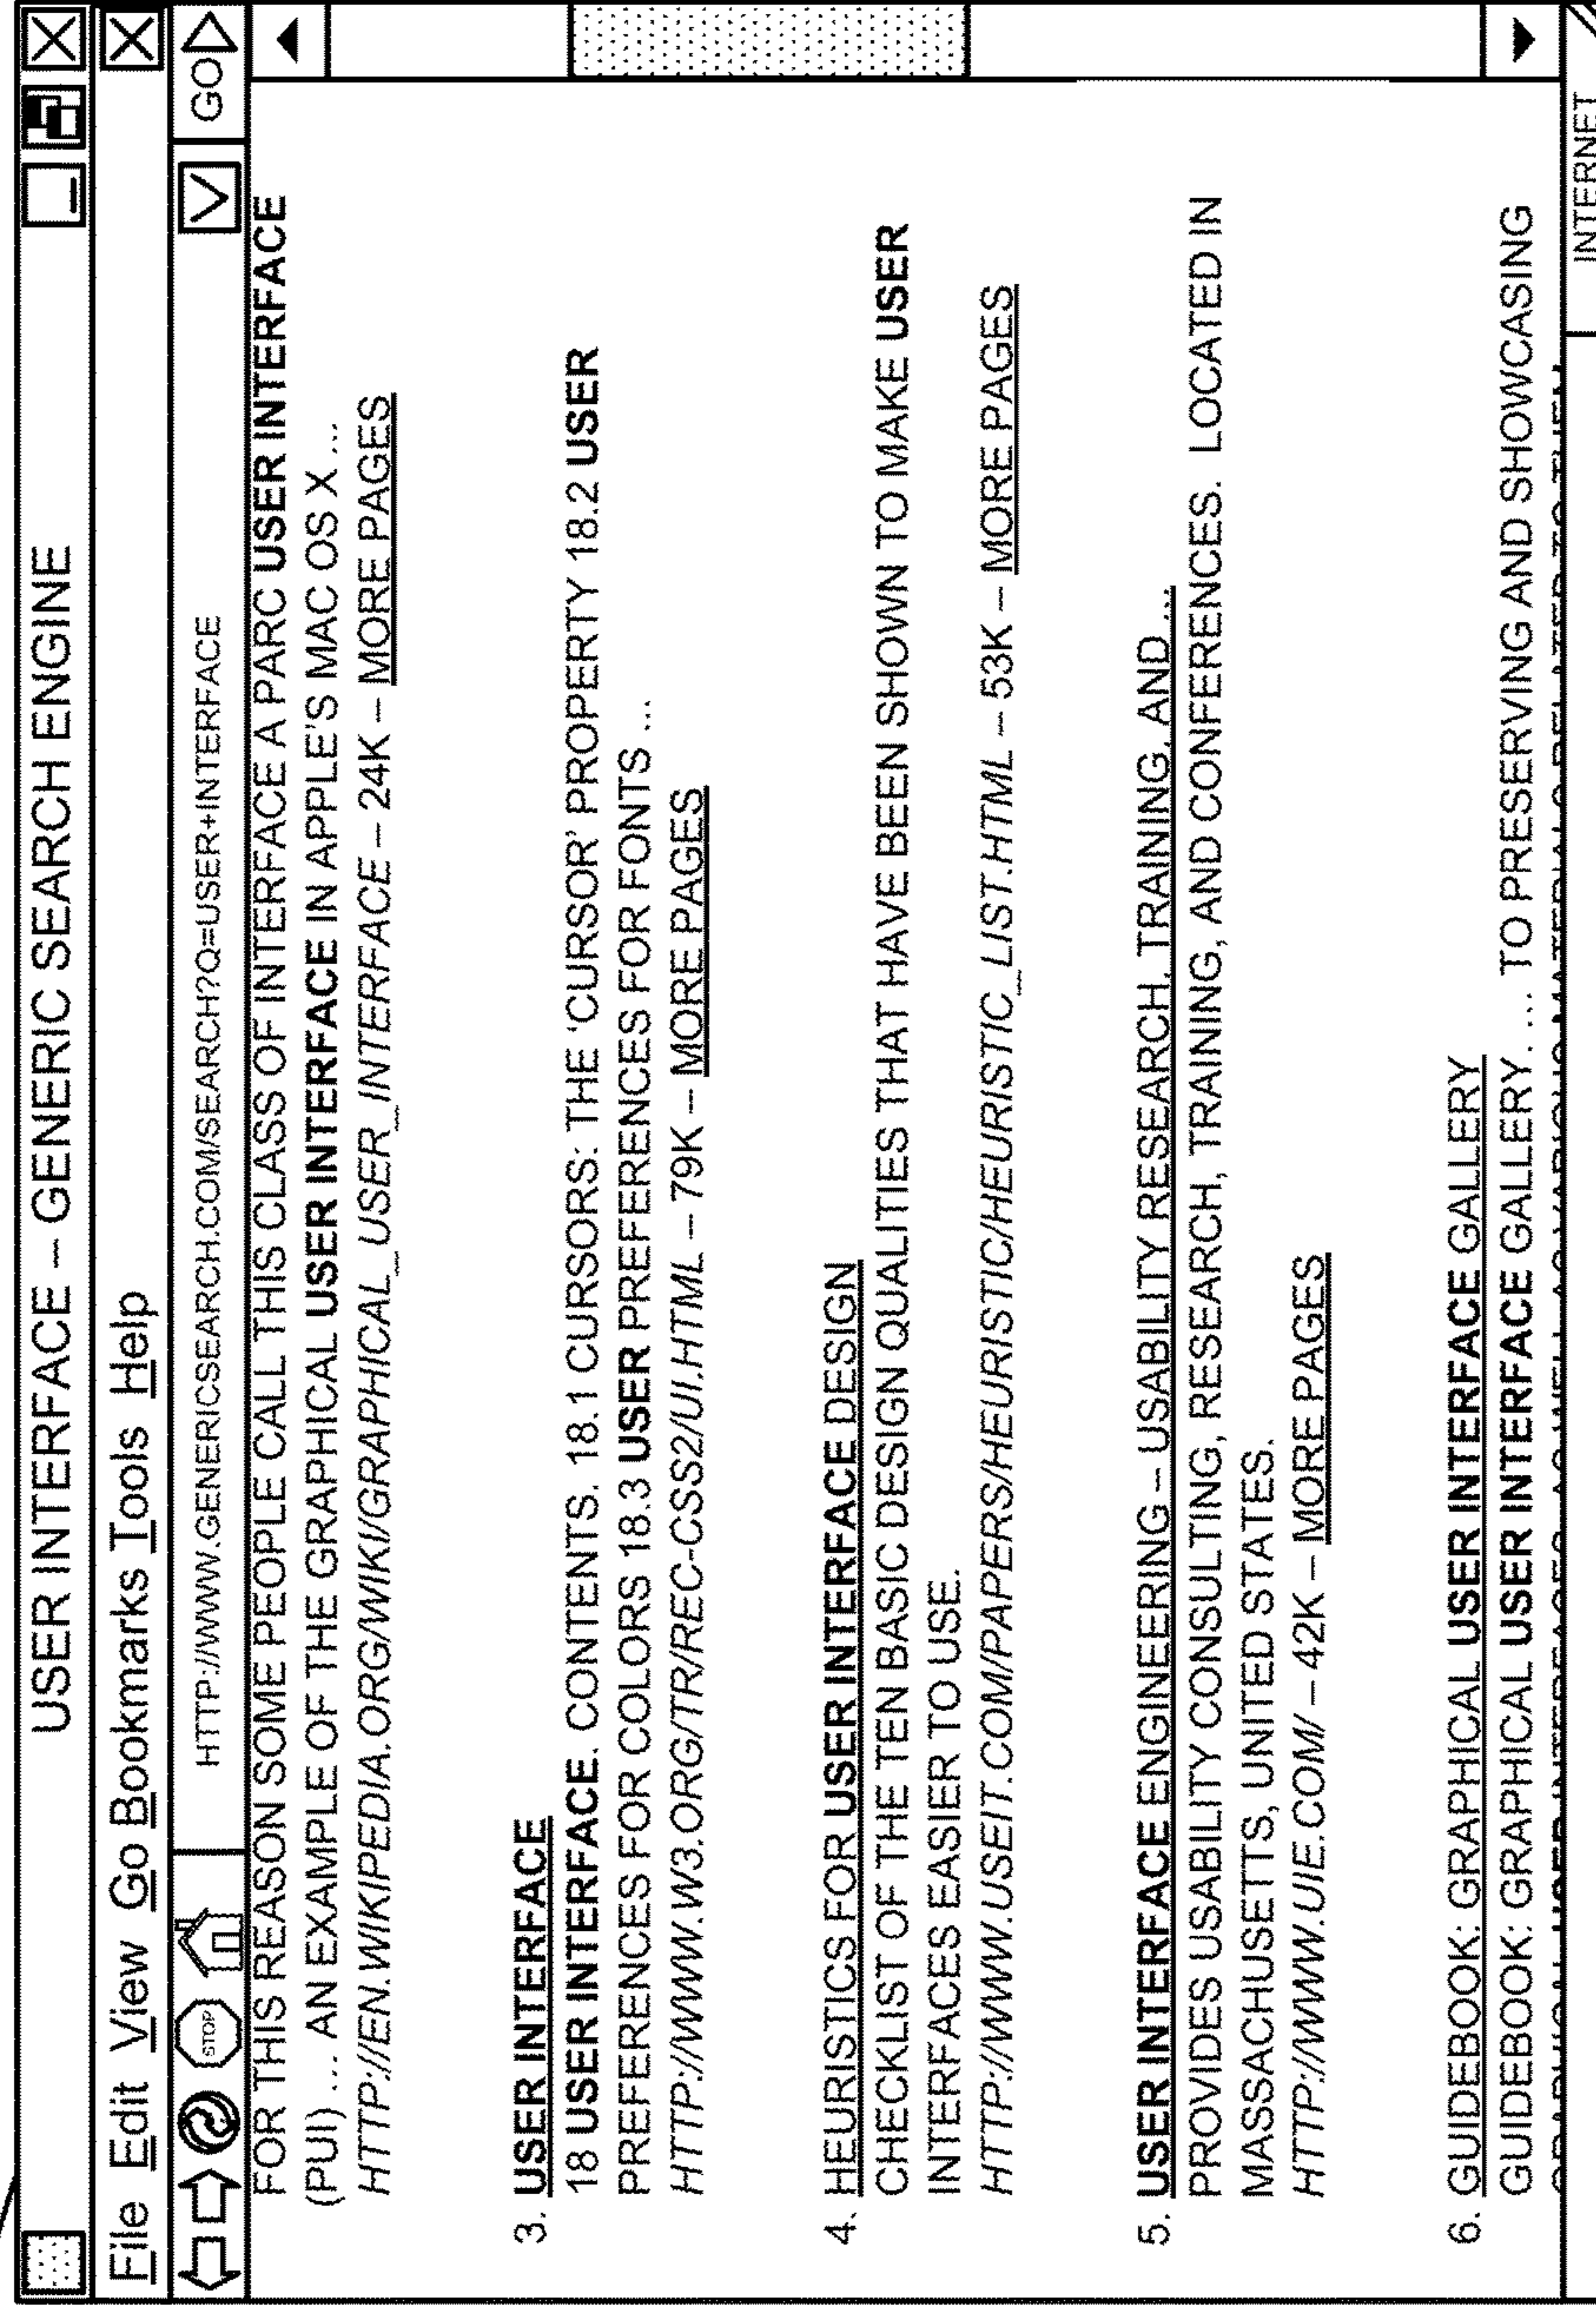 USER INTERFACE – GENERIC SEARCH ENGINE
File Edit View Go Bookmarks Tools Help
STOP
HTTP://WWW.GENERICSEARCH.COM/SEARCH?Q=USER+INTERFACE
GO
FOR THIS REASON SOME PEOPLE CALL THIS CLASS OF INTERFACE A PARC USER INTERFACE
(PUI) ... AN EXAMPLE OF THE GRAPHICAL USER INTERFACE IN APPLE'S MAC OS X ...
HTTP://EN.WIKIPEDIA.ORG/WIKI/GRAPHICAL_USER_INTERFACE – 24K – MORE PAGES
3. USER INTERFACE
18 USER INTERFACE. CONTENTS. 18.1 CURSORS: THE 'CURSOR' PROPERTY 18.2 USER
PREFERENCES FOR COLORS 18.3 USER PREFERENCES FOR FONTS ...
HTTP://WWW.W3.ORG/TR/REC-CSS2/UI.HTML – 79K – MORE PAGES
4. HEURISTICS FOR USER INTERFACE DESIGN
CHECKLIST OF THE TEN BASIC DESIGN QUALITIES THAT HAVE BEEN SHOWN TO MAKE USER
INTERFACES EASIER TO USE.
HTTP://WWW.USEIT.COM/PAPERS/HEURISTIC/HEURISTIC_LIST.HTML – 53K – MORE PAGES
5. USER INTERFACE ENGINEERING – USABILITY RESEARCH, TRAINING, AND ...
PROVIDES USABILITY CONSULTING, RESEARCH, TRAINING, AND CONFERENCES. LOCATED IN
MASSACHUSETTS, UNITED STATES.
HTTP://WWW.UIE.COM/ – 42K – MORE PAGES
6. GUIDEBOOK: GRAPHICAL USER INTERFACE GALLERY
GUIDEBOOK: GRAPHICAL USER INTERFACE GALLERY. ... TO PRESERVING AND SHOWCASING
INTERNET